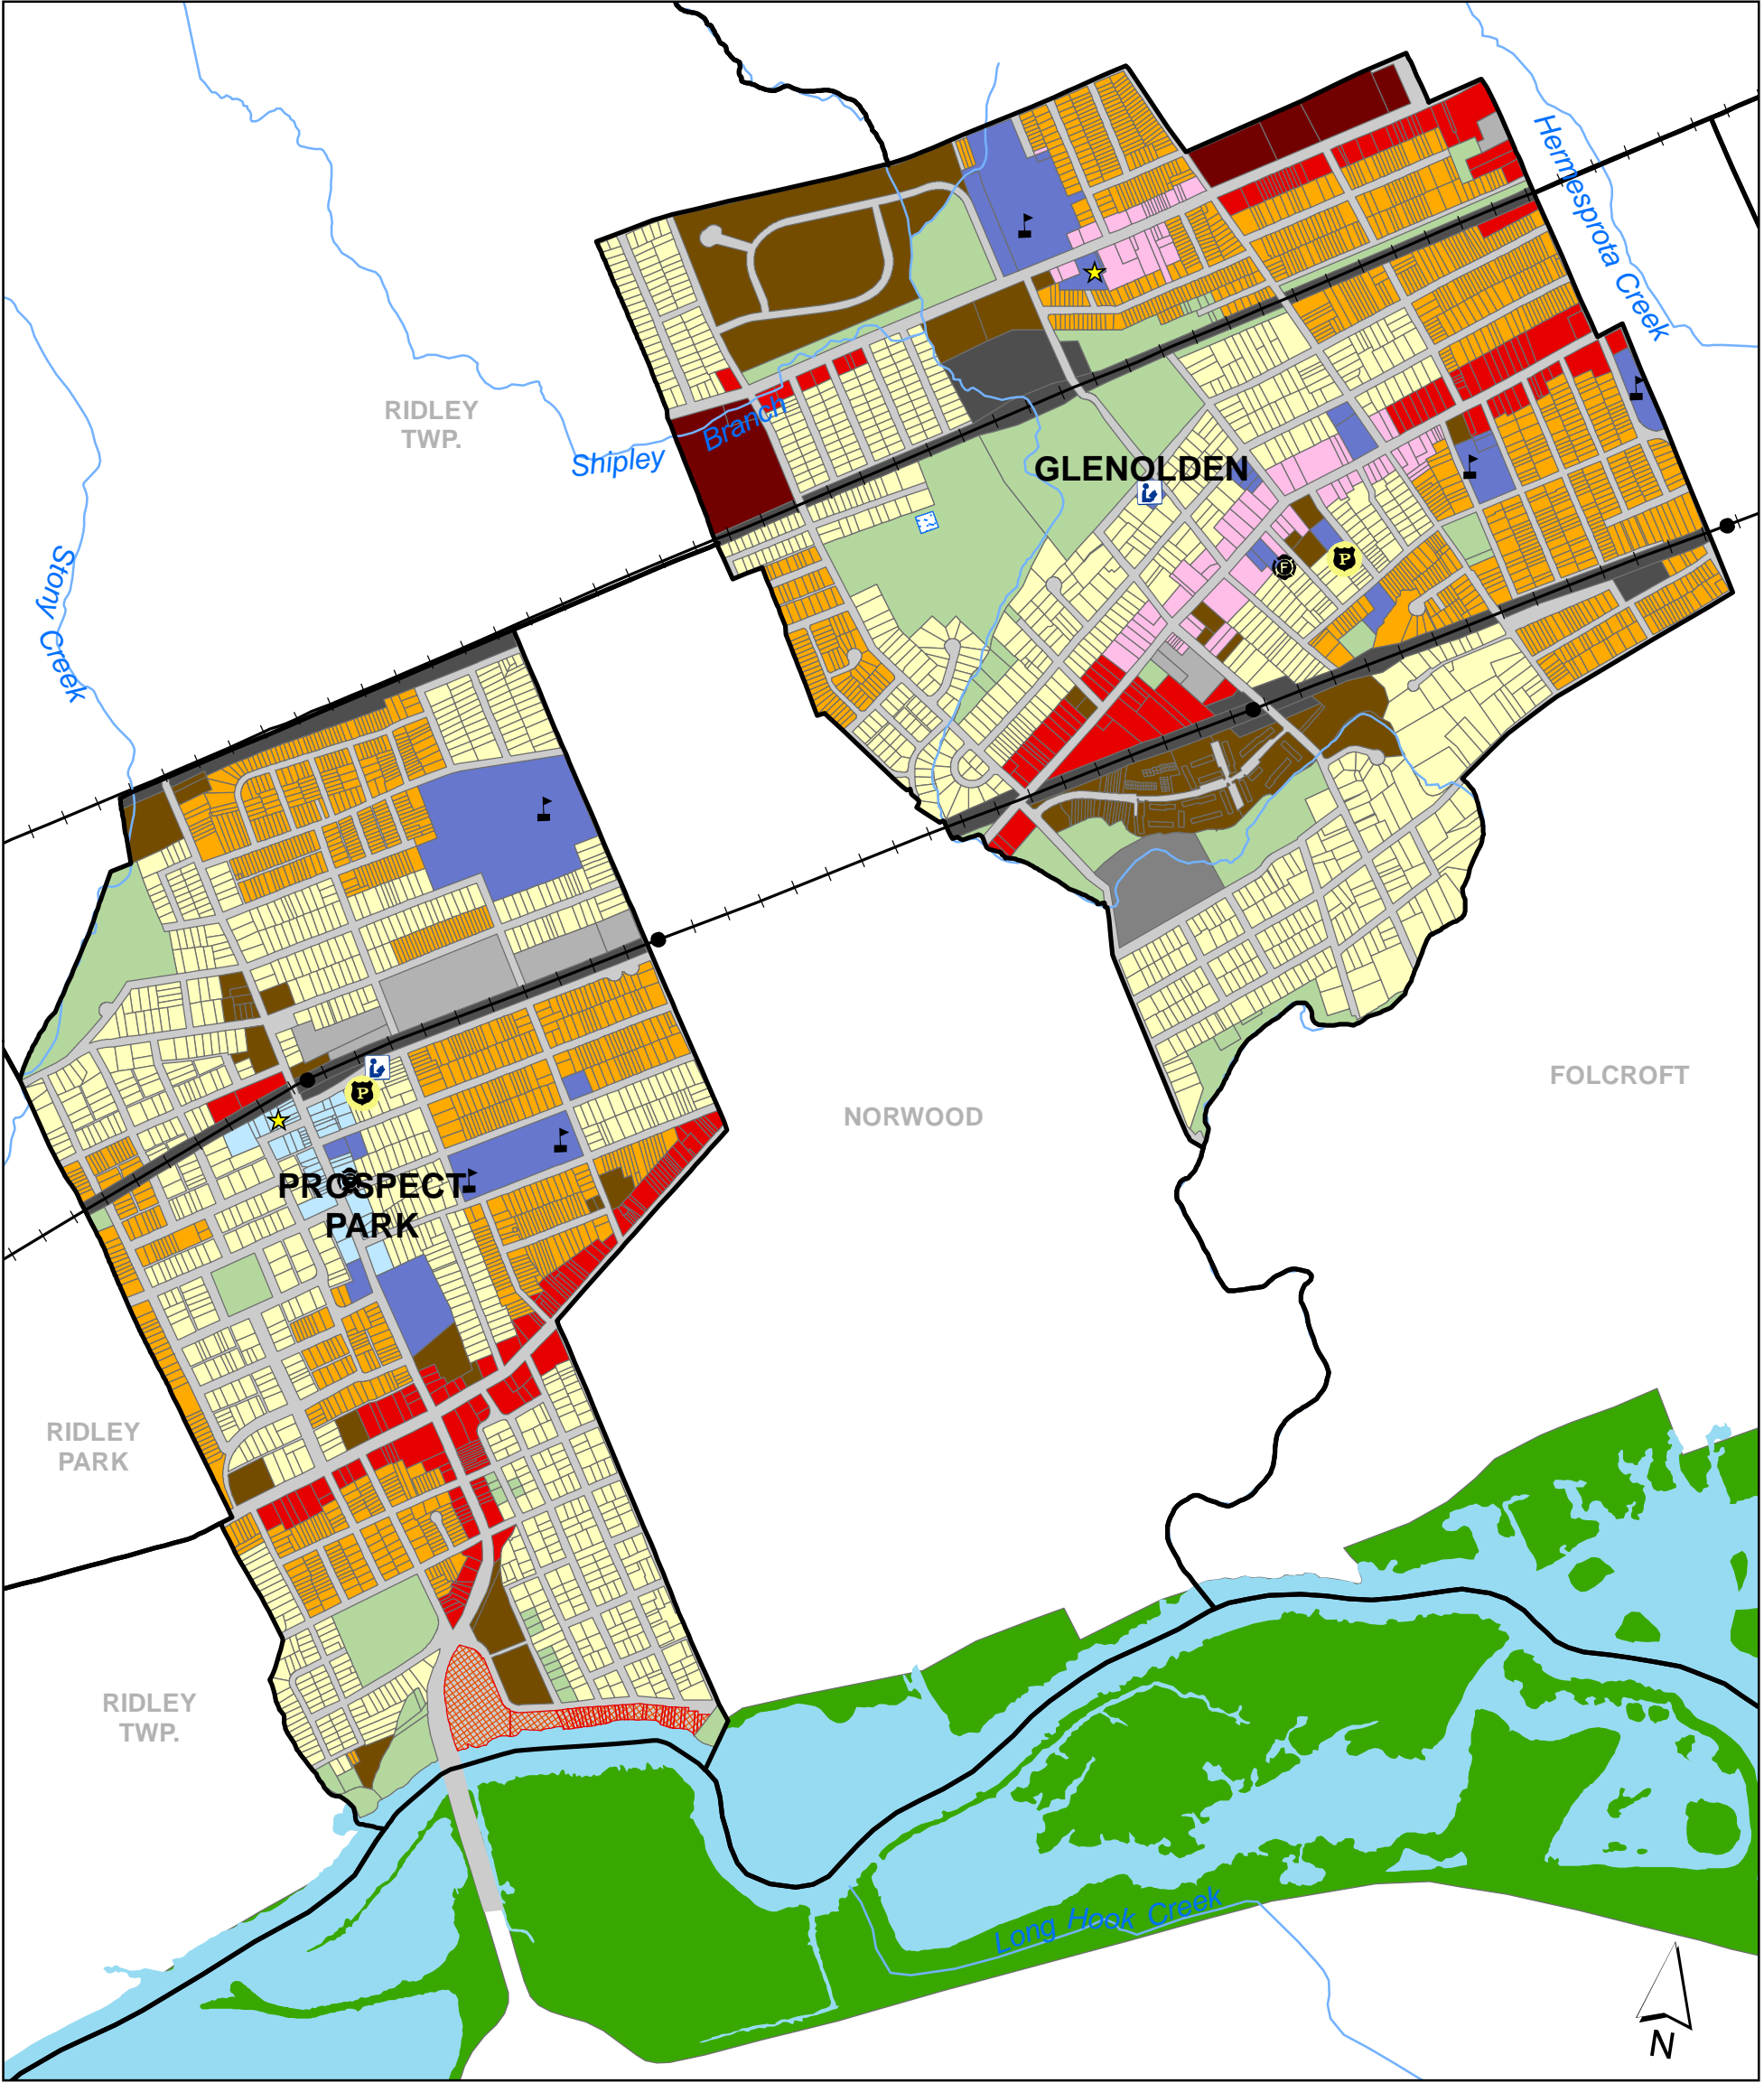 Hermesprota Creek
RIDLEY
TWP.
Shipley Branch
GLENOLDEN
F
P
Stony Creek
P
FOLCROFT
NORWOOD
PROSPECT
PARK
RIDLEY
PARK
RIDLEY
TWP.
Long Hook Creek
N